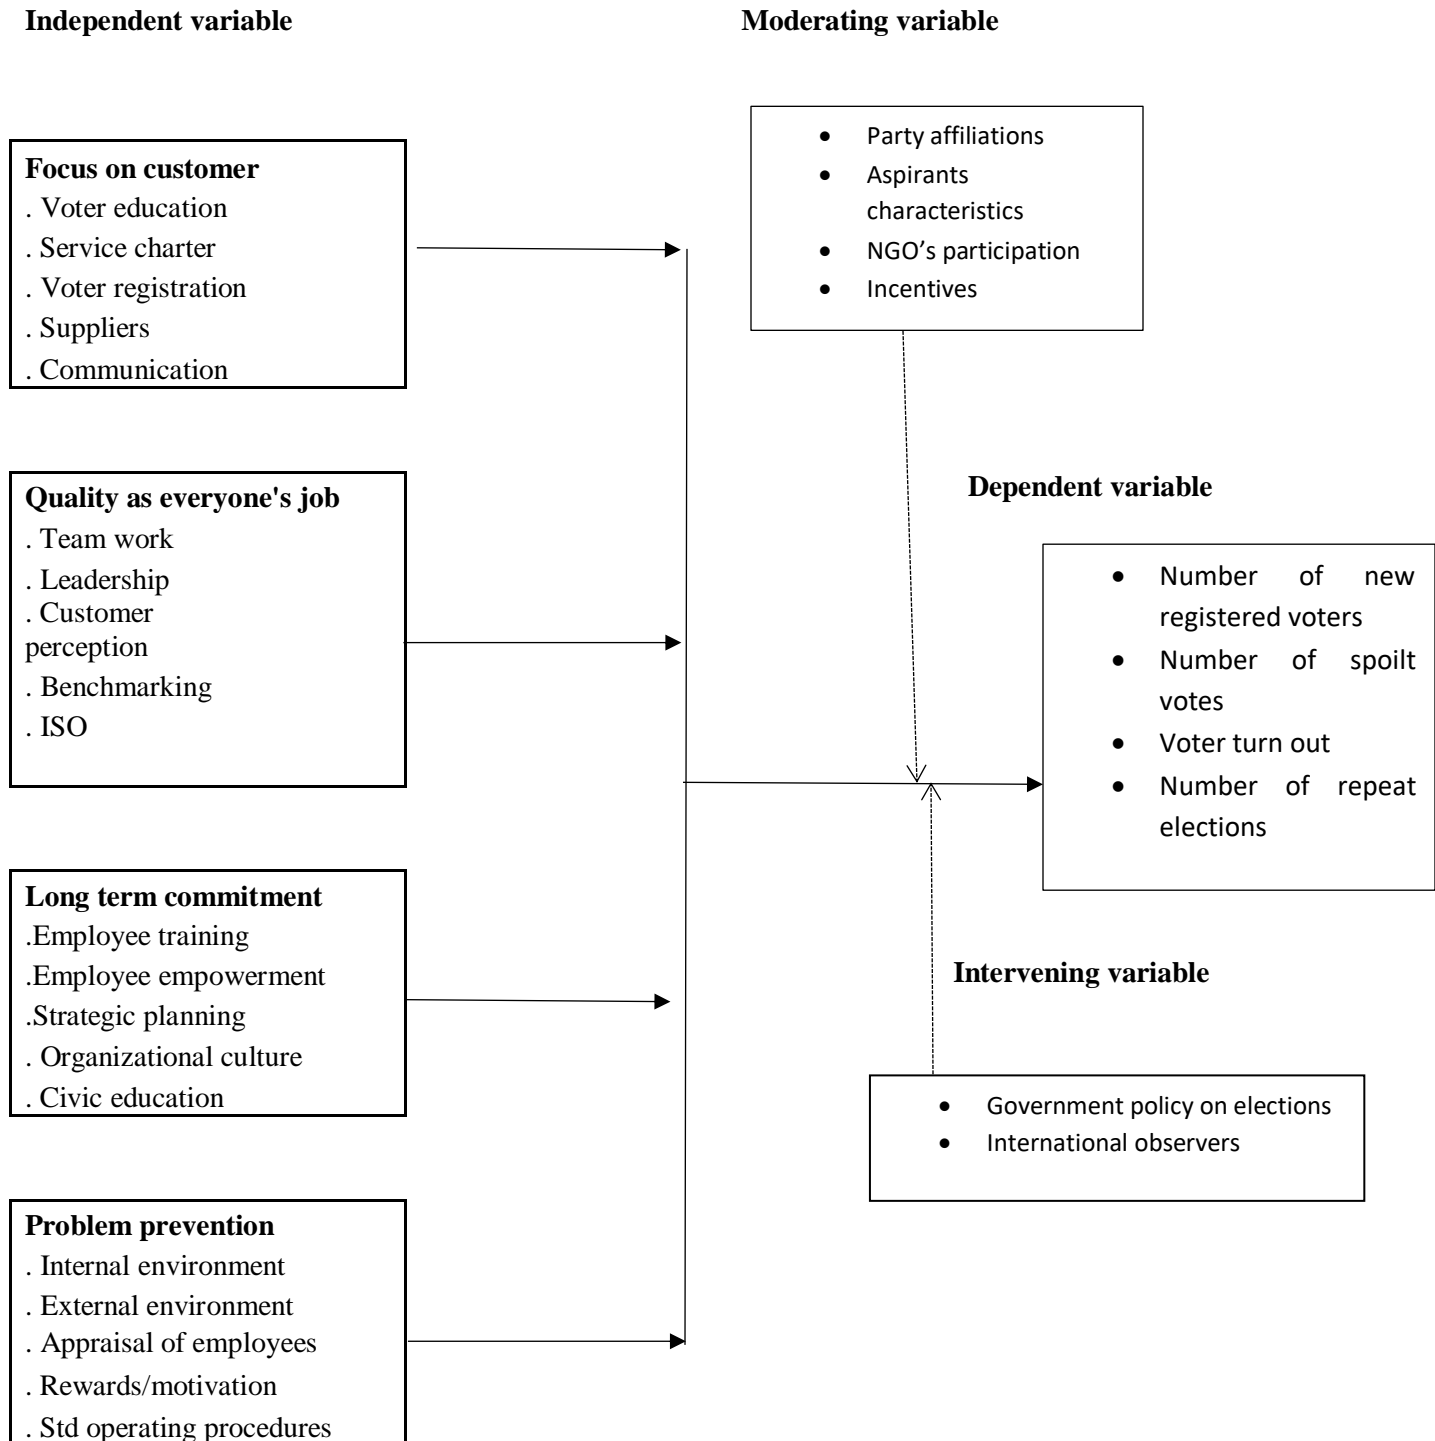 Independent variable
Moderating variable
Focus on customer
. Voter education
. Service charter
. Voter registration
. Suppliers
. Communication
• Party affiliations
• Aspirants
characteristics
• NGO’s participation
• Incentives
Quality as everyone's job
. Team work
. Leadership
. Customer
perception
. Benchmarking
. ISO
Dependent variable
• Number of new
registered voters
• Number of spoilt
votes
• Voter turn out
• Number of repeat
elections
Long term commitment
.Employee training
.Employee empowerment
.Strategic planning
. Organizational culture
. Civic education
Intervening variable
• Government policy on elections
• International observers
Problem prevention
. Internal environment
. External environment
. Appraisal of employees
. Rewards/motivation
. Std operating procedures